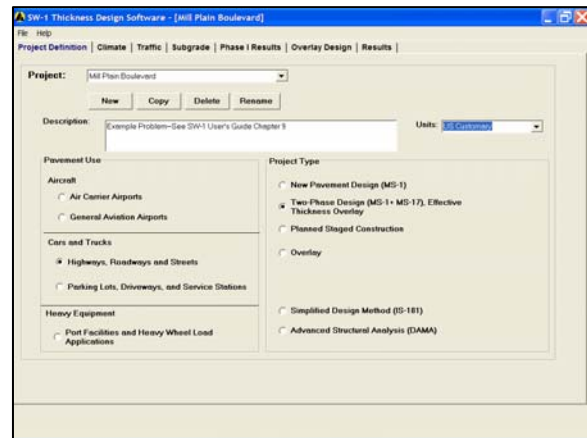 SW-1 Thickness Design Software - [Mill Plain Boulevard]
File Help
Project Definition | Climate | Traffic | Subgrade | Phase I Results | Overlay Design | Results |
Project: Mill Plain Boulevard
New Copy Delete Rename
Description: Example Problem--See SW-1 User's Guide Chapter 9 Units: US Customary
Pavement Use
Aircraft
Air Carrier Airports
General Aviation Airports
Cars and Trucks
Highways, Roadways and Streets
Parking Lots, Driveways, and Service Stations
Heavy Equipment
Port Facilities and Heavy Wheel Load
Applications
Project Type
New Pavement Design (MS-1)
Two-Phase Design (MS-1+ MS-17), Effective
Thickness Overlay
Planned Staged Construction
Overlay
Simplified Design Method (IS-181)
Advanced Structural Analysis (DAMA)